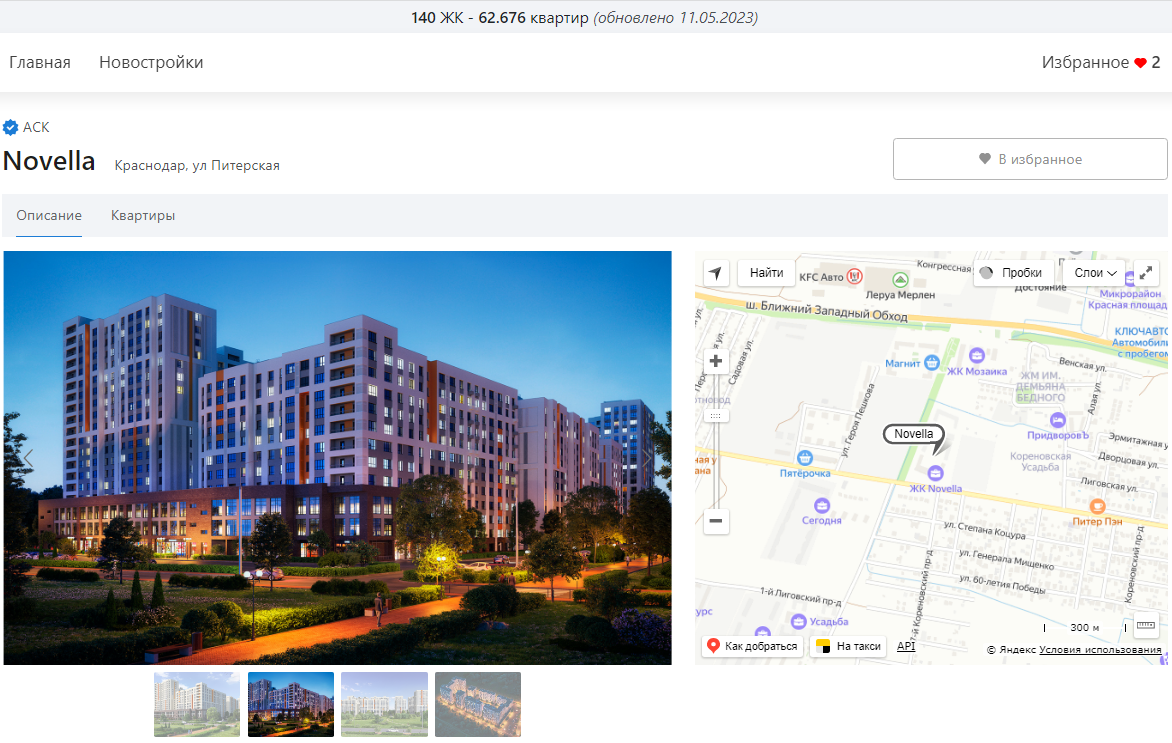 140 ЖК - 62.676 квартир (обновлено 11.05.2023)
Главная Новостройки Избранное 2
АСК
Novella Краснодар, ул Питерская
В избранное
Описание Квартиры
Найти
KFC Авто
Леруа Мерлен
Конгрессная
Пробки
Слои
Достояние
Микрорайон
Красная площад
ш. Ближний Западный Обход
КЛЮЧАВТО
Автомобили
с пробегом
Садовая ул.
Магнит
ЖК Мозаика
Венская ул.
ЖМ ИМ.
ДЕМЬЯНА
БЕДНОГО
Алая ул.
ул. Героя Пешкова
Novella
ПридворовЪ
Эрмитажная
Дворцовая ул.
Кореновская
Усадьба
Пятёрочка
ЖК Novella
Лиговская ул.
Сегодня
Питер Пэн
ул. Степана Коцура
ул. Генерала Мищенко
ул. 60-летия Победы
Кореновский пр-д
1-й Лиговский пр-д
1-й Кореновский пр-д
Усадьба
300 м
Как добраться
На такси
API
© Яндекс Условия использования